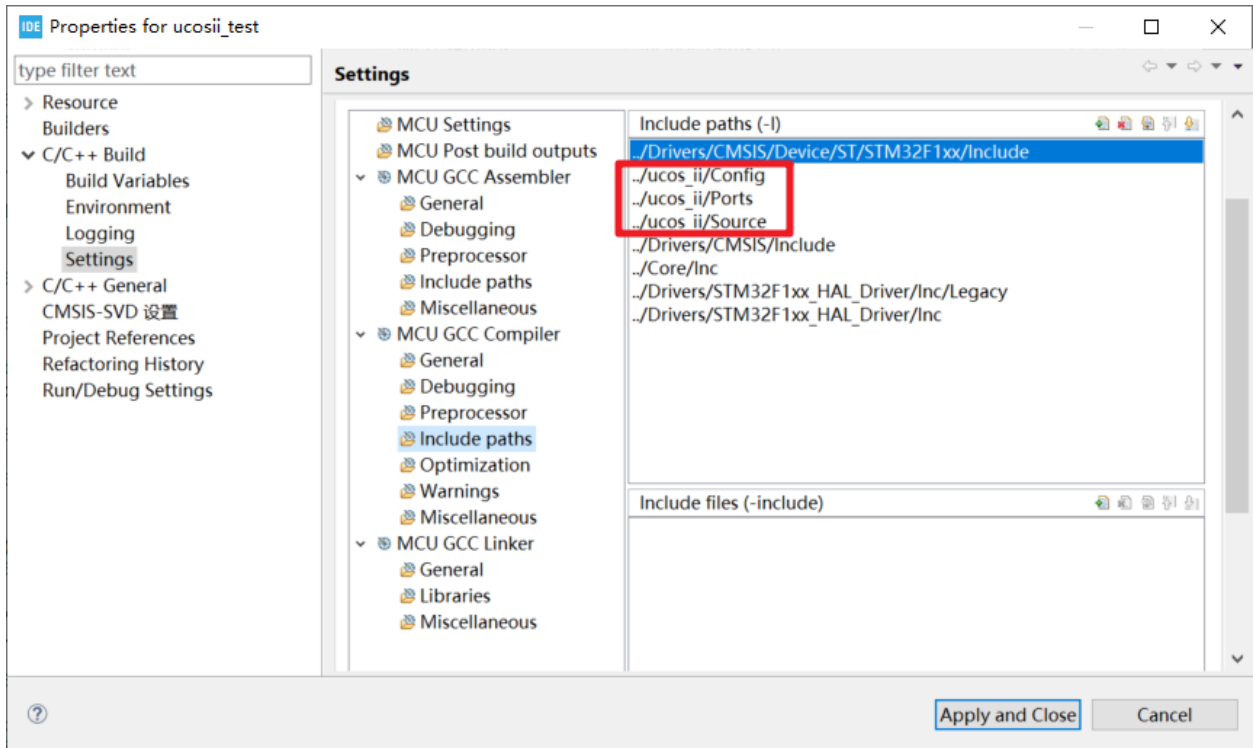 IDE Properties for ucosii_test
type filter text
Resource
Builders
C/C++ Build
Build Variables
Environment
Logging
Settings
C/C++ General
CMSIS-SVD 设置
Project References
Refactoring History
Run/Debug Settings
Settings
MCU Settings
MCU Post build outputs
MCU GCC Assembler
General
Debugging
Preprocessor
Include paths
Miscellaneous
MCU GCC Compiler
General
Debugging
Preprocessor
Include paths
Optimization
Warnings
Miscellaneous
MCU GCC Linker
General
Libraries
Miscellaneous
Include paths (-I)
../Drivers/CMSIS/Device/ST/STM32F1xx/Include
../ucos_ii/Config
../ucos_ii/Ports
../ucos_ii/Source
../Drivers/CMSIS/Include
../Core/Inc
../Drivers/STM32F1xx_HAL_Driver/Inc/Legacy
../Drivers/STM32F1xx_HAL_Driver/Inc
Include files (-include)
Apply and Close
Cancel